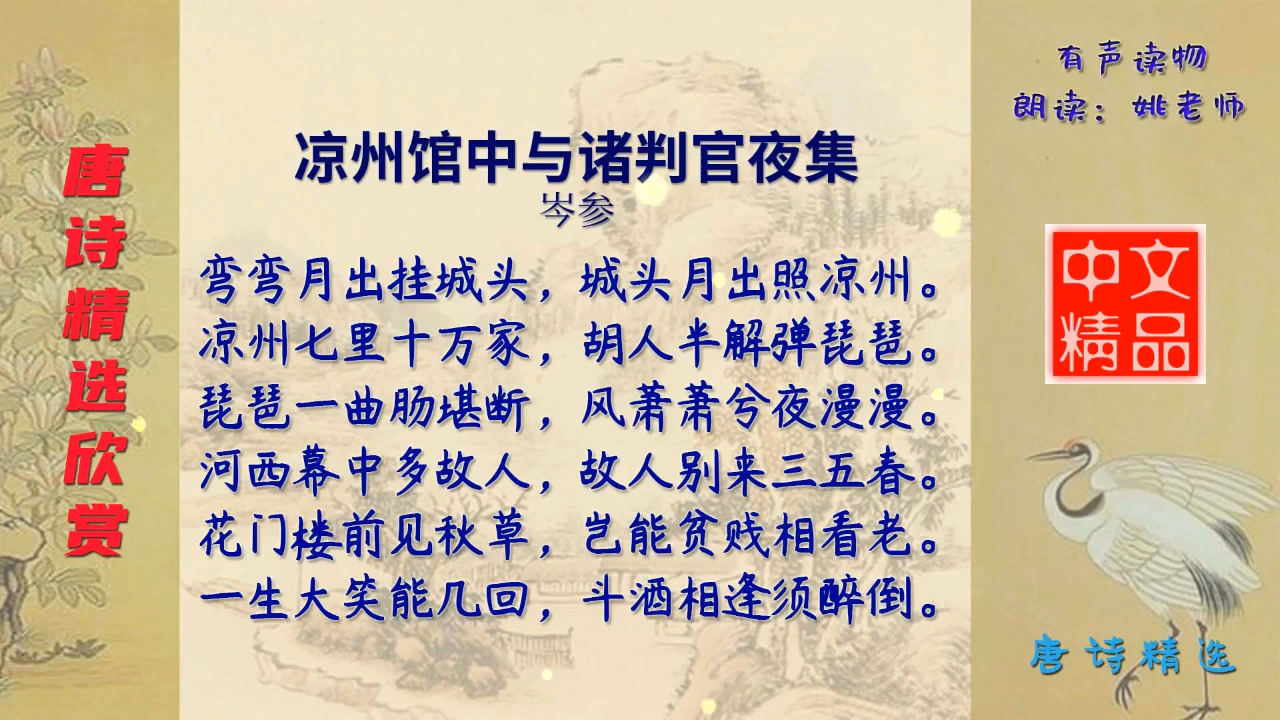 唐诗精选欣赏
凉州馆中与诸判官夜集
岑参
弯弯月出挂城头，城头月出照凉州。
凉州七里十万家，胡人半解弹琵琶。
琵琶一曲肠堪断，风萧萧兮夜漫漫。
河西幕中多故人，故人别来三五春。
花门楼前见秋草，岂能贫贱相看老。
一生大笑能几回，斗酒相逢须醉倒。
有声读物
朗读：姚老师
中文
精品
唐诗精选